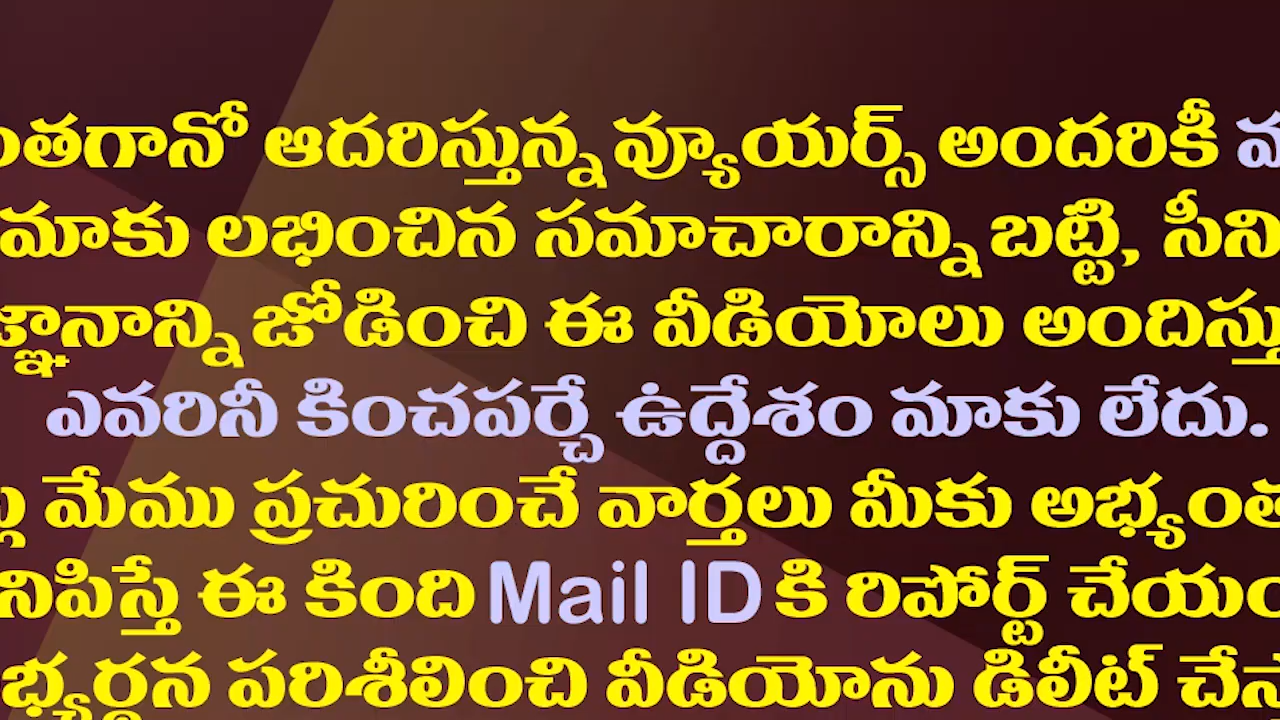 ంతగానో ఆదరిస్తున్న వ్యూయర్స్ అందరికీ
మాకు లభించిన సమాచారాన్ని బట్టి, సీని
జ్ఞానాన్ని జోడించి ఈ వీడియోలు అందిస్తు
ఎవరినీ కించపర్చే ఉద్దేశం మాకు లేదు.
మేము ప్రచురించే వార్తలు మీకు అభ్యంత
నిపిస్తే ఈ కింది Mail ID కి రిపోర్ట్ చేయం
భ్యర్ధన పరిశీలించి వీడియోను డిలీట్ చేస